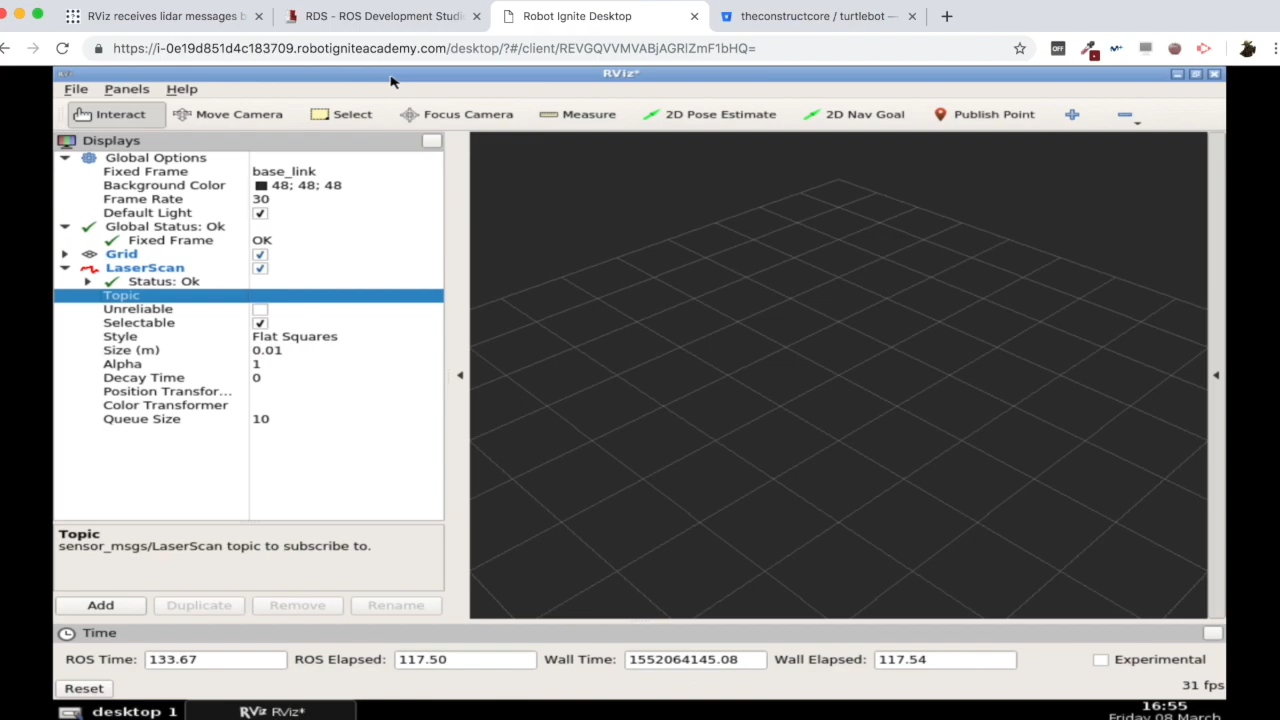 RViz receives lidar messages b
RDS - ROS Development Studi
Robot Ignite Desktop
theconstructcore / turtlebot —
https://i-0e19d851d4c183709.robotigniteacademy.com/desktop/?#/client/REVGQVVMVABjAGRlZmF1bHQ=
OFF
RViz*
File Panels Help
Interact Move Camera Select Focus Camera Measure 2D Pose Estimate 2D Nav Goal Publish Point
Displays
Global Options
Fixed Frame base_link
Background Color 48; 48; 48
Frame Rate 30
Default Light
Global Status: Ok
Fixed Frame OK
Grid
LaserScan
Status: Ok
Topic
Unreliable
Selectable
Style Flat Squares
Size (m) 0.01
Alpha 1
Decay Time 0
Position Transfor...
Color Transformer
Queue Size 10
Topic
sensor_msgs/LaserScan topic to subscribe to.
Add Duplicate Remove Rename
Time
ROS Time: 133.67 ROS Elapsed: 117.50 Wall Time: 1552064145.08 Wall Elapsed: 117.54 Experimental
Reset 31 fps
desktop 1 RViz RViz* 16:55
Friday 08 March